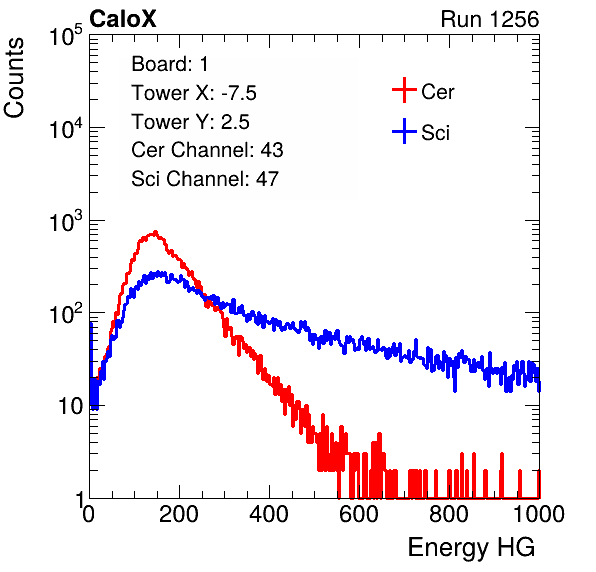 CaloX Run 1256
Counts
10^5
10^4
10^3
10^2
10
1
Board: 1
Tower X: -7.5
Tower Y: 2.5
Cer Channel: 43
Sci Channel: 47
Cer
Sci
0 200 400 600 800 1000
Energy HG